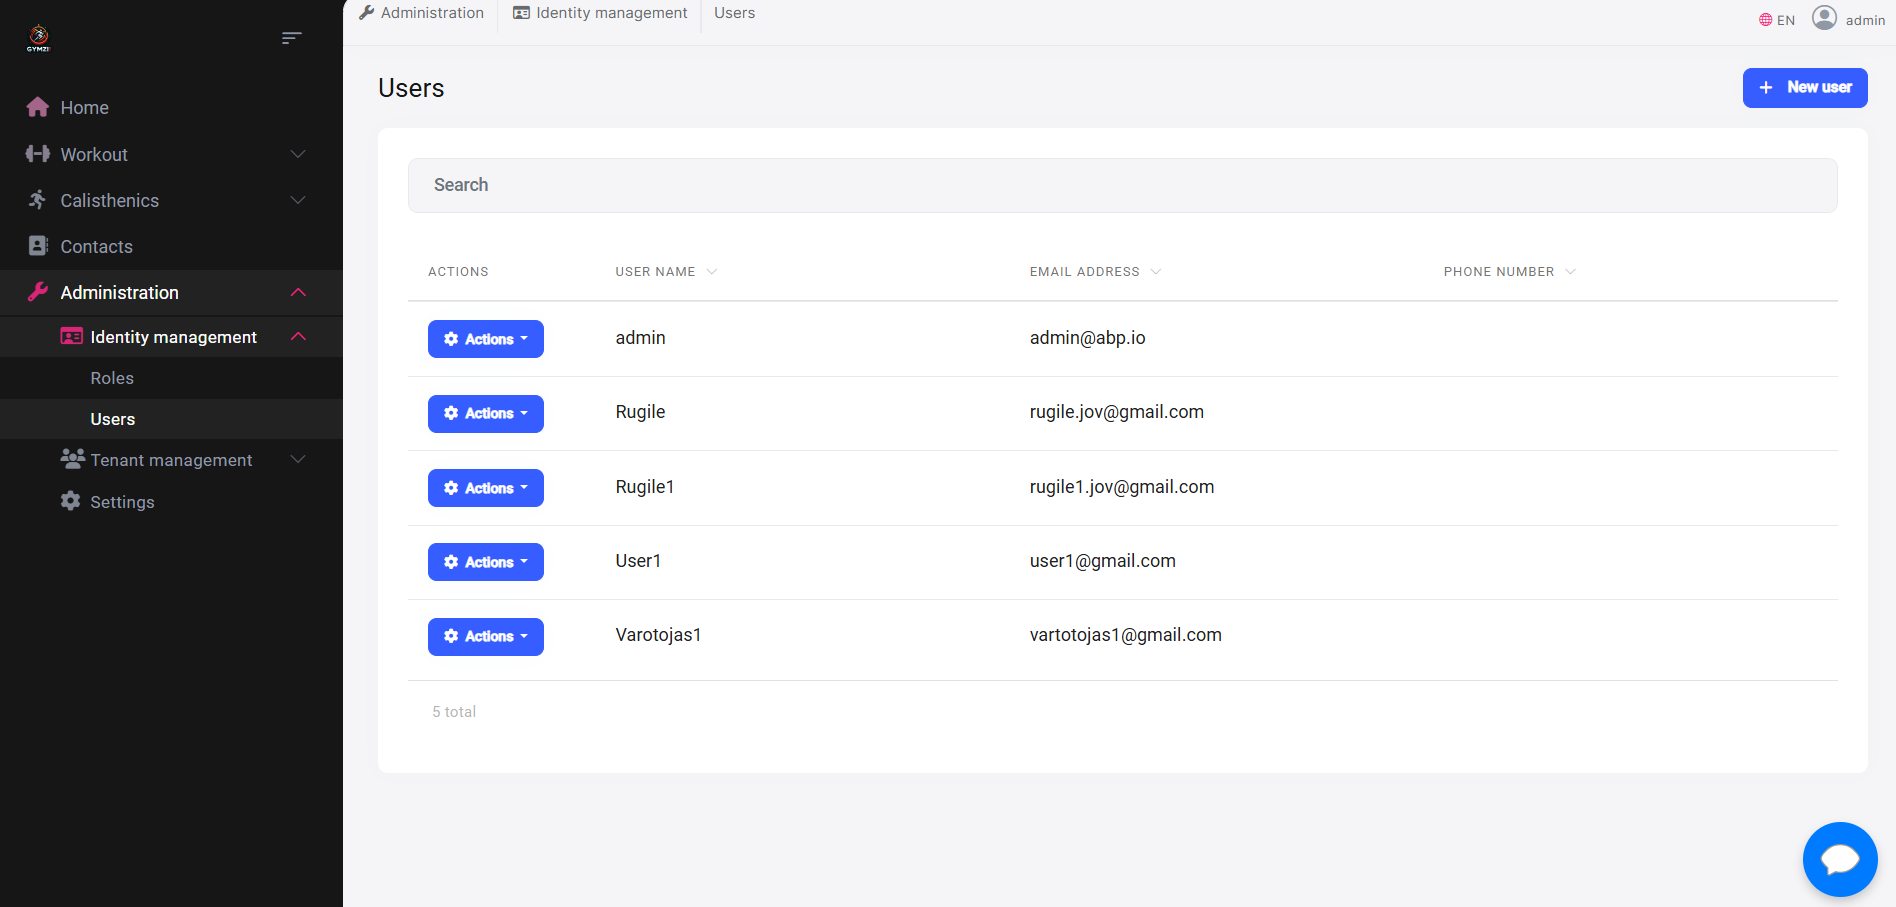 GYMZI
Home
Workout
Calisthenics
Contacts
Administration
Identity management
Roles
Users
Tenant management
Settings
Administration
Identity management
Users
EN
admin
Users
New user
Search
ACTIONS USER NAME EMAIL ADDRESS PHONE NUMBER
Actions admin admin@abp.io
Actions Rugile rugile.jov@gmail.com
Actions Rugile1 rugile1.jov@gmail.com
Actions User1 user1@gmail.com
Actions Varotojas1 vartotojas1@gmail.com
5 total